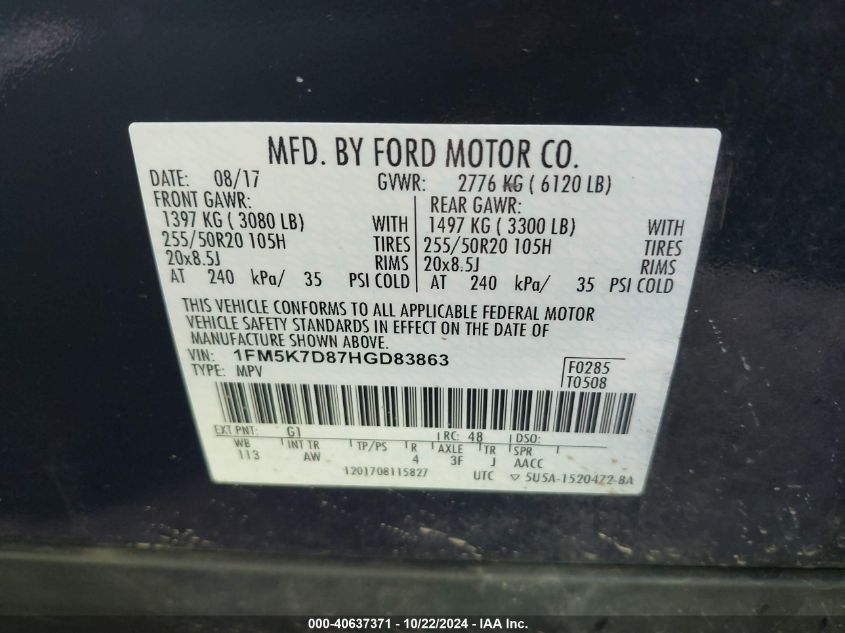 MFD. BY FORD MOTOR CO.
DATE: 08/17 GVWR: 2776 KG ( 6120 LB)
FRONT GAWR: REAR GAWR:
1397 KG ( 3080 LB) WITH 1497 KG ( 3300 LB) WITH
255/50R20 105H TIRES 255/50R20 105H TIRES
20x8.5J RIMS 20x8.5J RIMS
AT 240 kPa/ 35 PSI COLD AT 240 kPa/ 35 PSI COLD
THIS VEHICLE CONFORMS TO ALL APPLICABLE FEDERAL MOTOR
VEHICLE SAFETY STANDARDS IN EFFECT ON THE DATE OF
MANUFACTURE SHOWN ABOVE.
VIN: 1FM5K7D87HGD83863 F0285
TYPE: MPV T0508
EXT PNT: G1 RC: 48 DSO:
WB INT TR TP/PS R AXLE TR SPR
113 AW 4 3F J AACC
1201708115827 UTC ▽ 5U5A-1520472-BA
000-40637371 - 10/22/2024 - IAA Inc.